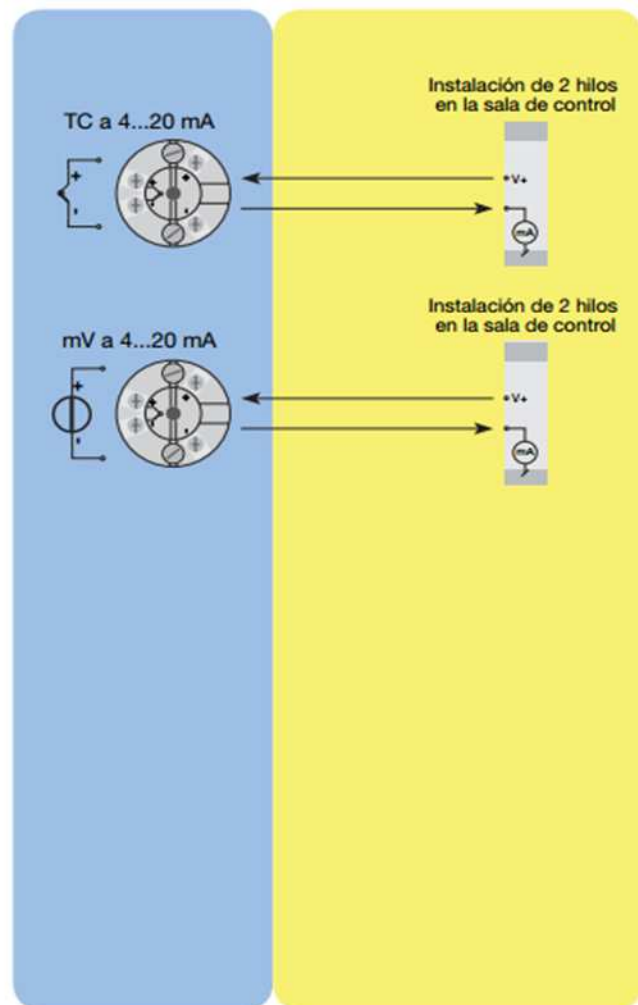 Instalación de 2 hilos
en la sala de control
TC a 4...20 mA
+
-
V+
mA
Instalación de 2 hilos
en la sala de control
mV a 4...20 mA
+
-
V+
mA